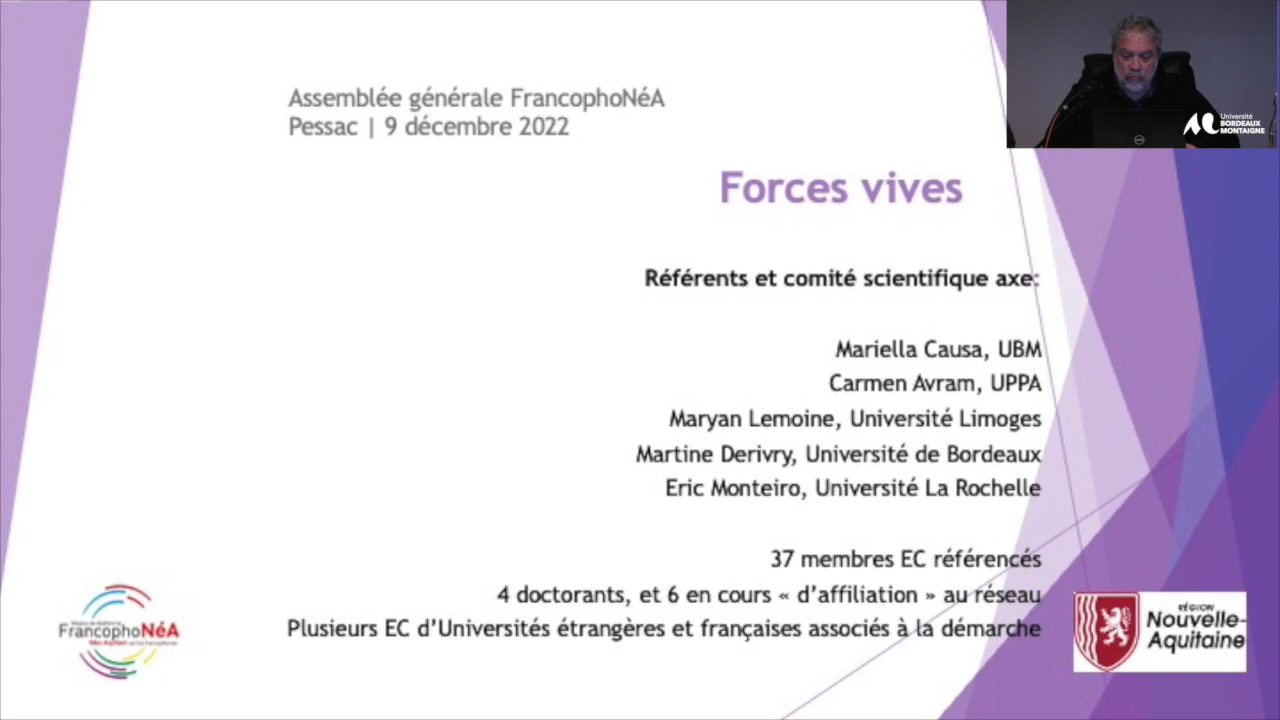 Assemblée générale FrancophoNéA
Pessac | 9 décembre 2022
Université
BORDEAUX
MONTAIGNE
Forces vives
Référents et comité scientifique axe:
Mariella Causa, UBM
Carmen Avram, UPPA
Maryan Lemoine, Université Limoges
Martine Derivry, Université de Bordeaux
Eric Monteiro, Université La Rochelle
37 membres EC référencés
4 doctorants, et 6 en cours « d’affiliation » au réseau
Plusieurs EC d’Universités étrangères et françaises associés à la démarche
FrancophoNéA
RÉGION
Nouvelle-
Aquitaine